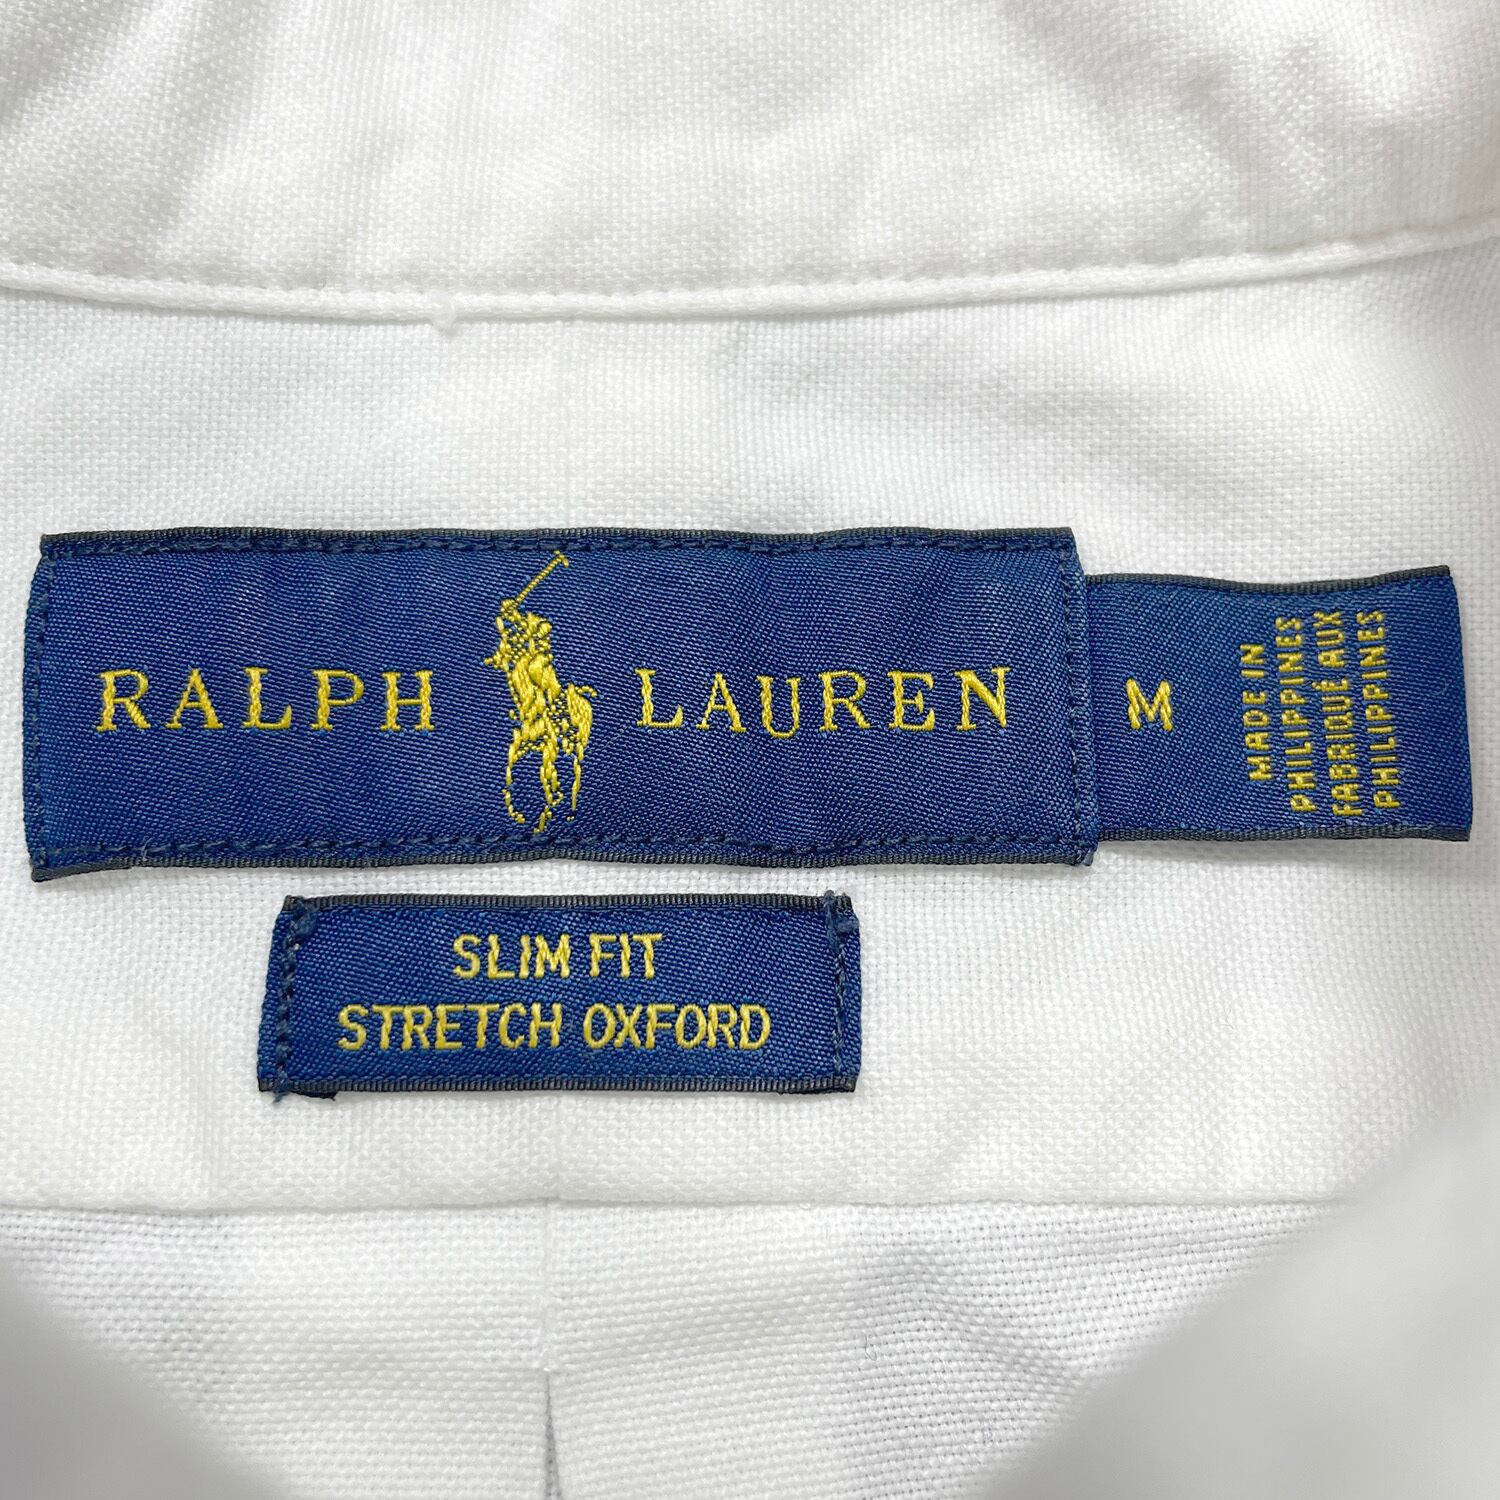 RALPH LAUREN
M
MADE IN
PHILIPPINES
FABRIQUÉ AUX
PHILIPPINES
SLIM FIT
STRETCH OXFORD